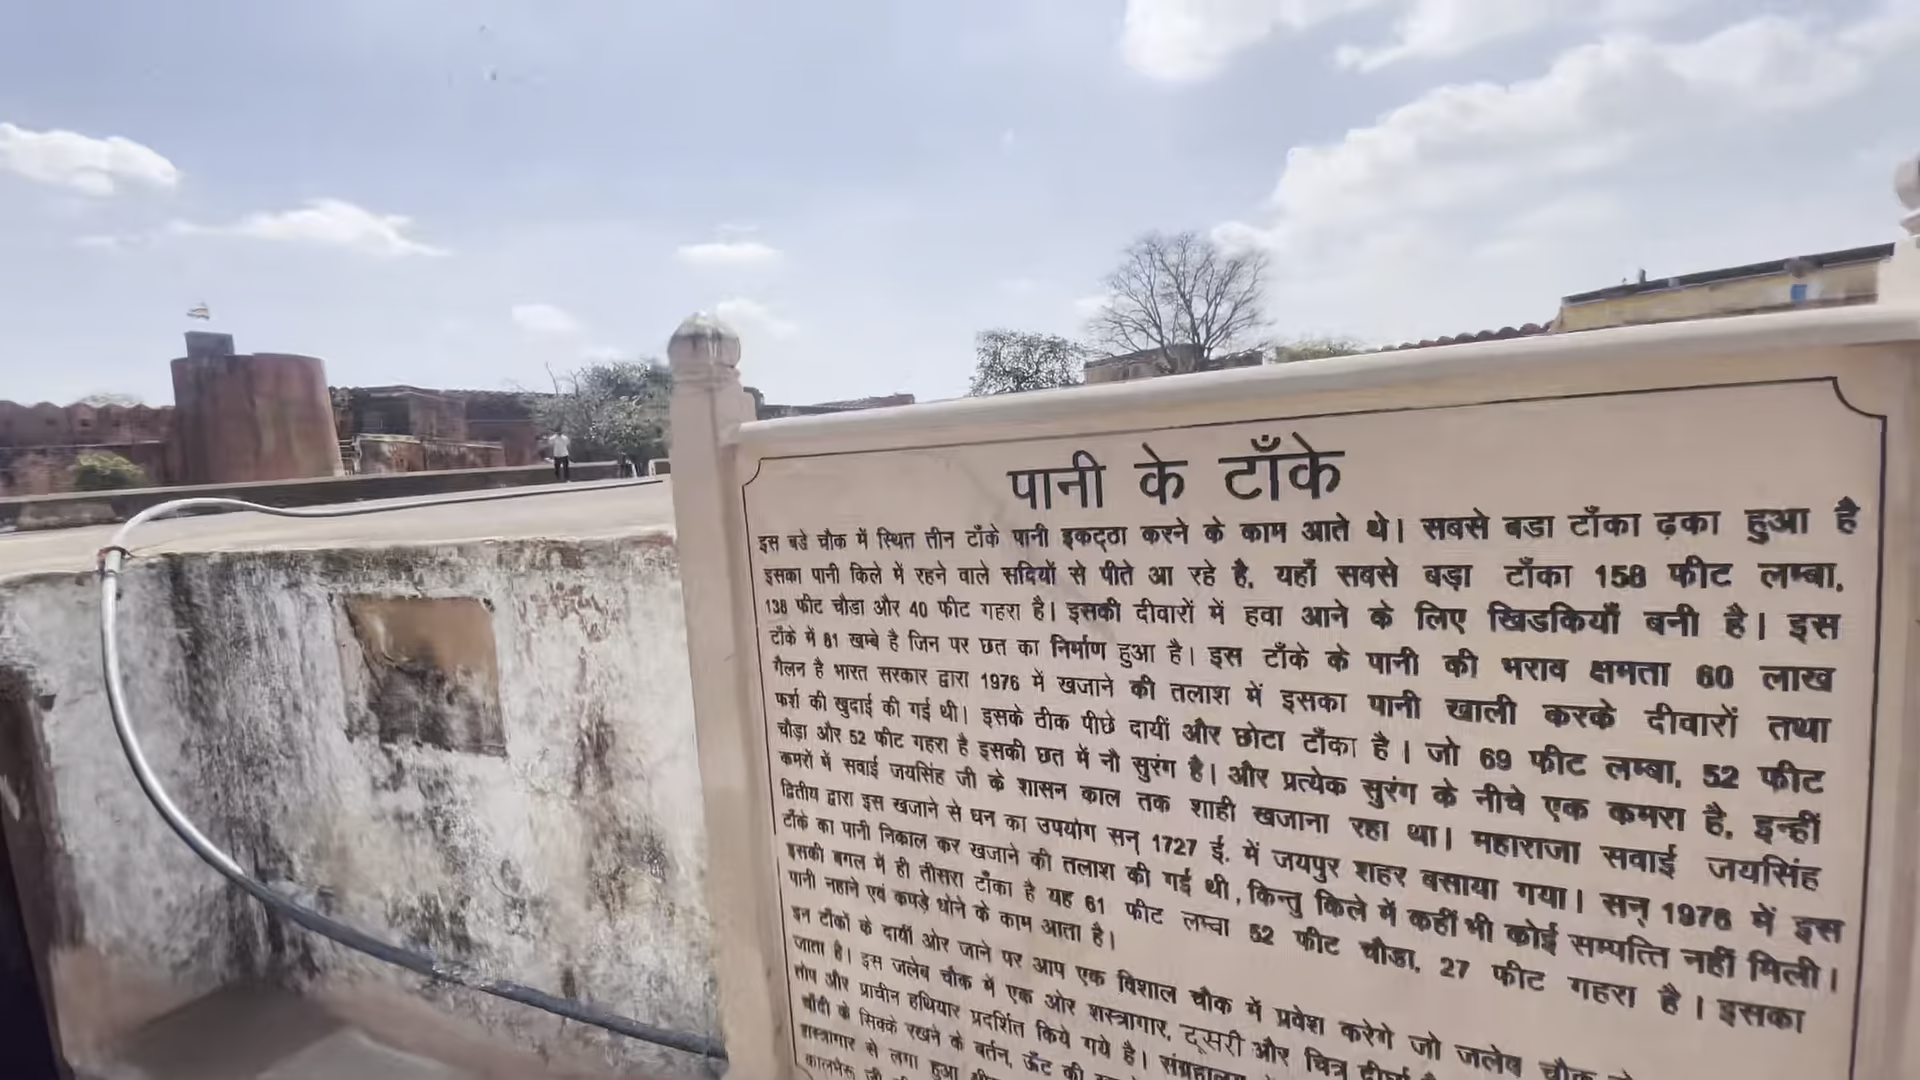 पानी के टाँके
इस बडे चौक में स्थित तीन टाँके पानी इकद्ठा करने के काम आते थे। सबसे बडा टाँका ढ़का हुआ है
इसका पानी किले में रहने वाले सदियों से पीते आ रहे है, यहाँ सबसे बड़ा टाँका 158 फीट लम्बा,
138 फीट चौडा और 40 फीट गहरा है। इसकी दीवारों में हवा आने के लिए खिडकियाँ बनी है। इस
टाँके में 81 खम्बे है जिन पर छत का निर्माण हुआ है। इस टाँके के पानी की भराव क्षमता 60 लाख
गैलन है भारत सरकार द्वारा 1976 में खजाने की तलाश में इसका पानी खाली करके दीवारों तथा
फर्श की खुदाई की गई थी। इसके ठीक पीछे दायीं और छोटा टाँका है। जो 69 फीट लम्बा, 52 फीट
चौड़ा और 52 फीट गहरा है इसकी छत में नौ सुरंग है। और प्रत्येक सुरंग के नीचे एक कमरा है, इन्हीं
कमरों में सवाई जयसिंह जी के शासन काल तक शाही खजाना रहा था। महाराजा सवाई जयसिंह
द्वितीय द्वारा इस खजाने से धन का उपयोग सन् 1727 ई. में जयपुर शहर बसाया गया। सन् 1976 में इस
टाँके का पानी निकाल कर खजाने की तलाश की गई थी, किन्तु किले में कहीं भी कोई सम्पत्ति नहीं मिली।
इसकी बगल में ही तीसरा टाँका है यह 61 फीट लम्बा 52 फीट चौडा, 27 फीट गहरा है। इसका
पानी नहाने एवं कपड़े धोने के काम आता है।
इन टाँकों के दायीं ओर जाने पर आप एक विशाल चौक में प्रवेश करेगे जो जलेब चौक
जाता है। इस जलेब चौक में एक ओर शस्त्रागार, दूसरी और चित्र
तोप और प्राचीन हथियार प्रदर्शित किये गये है।
चाँदी के सिक्के रखने के बर्तन, ऊँट की
शस्त्रागार से लगा हुआ